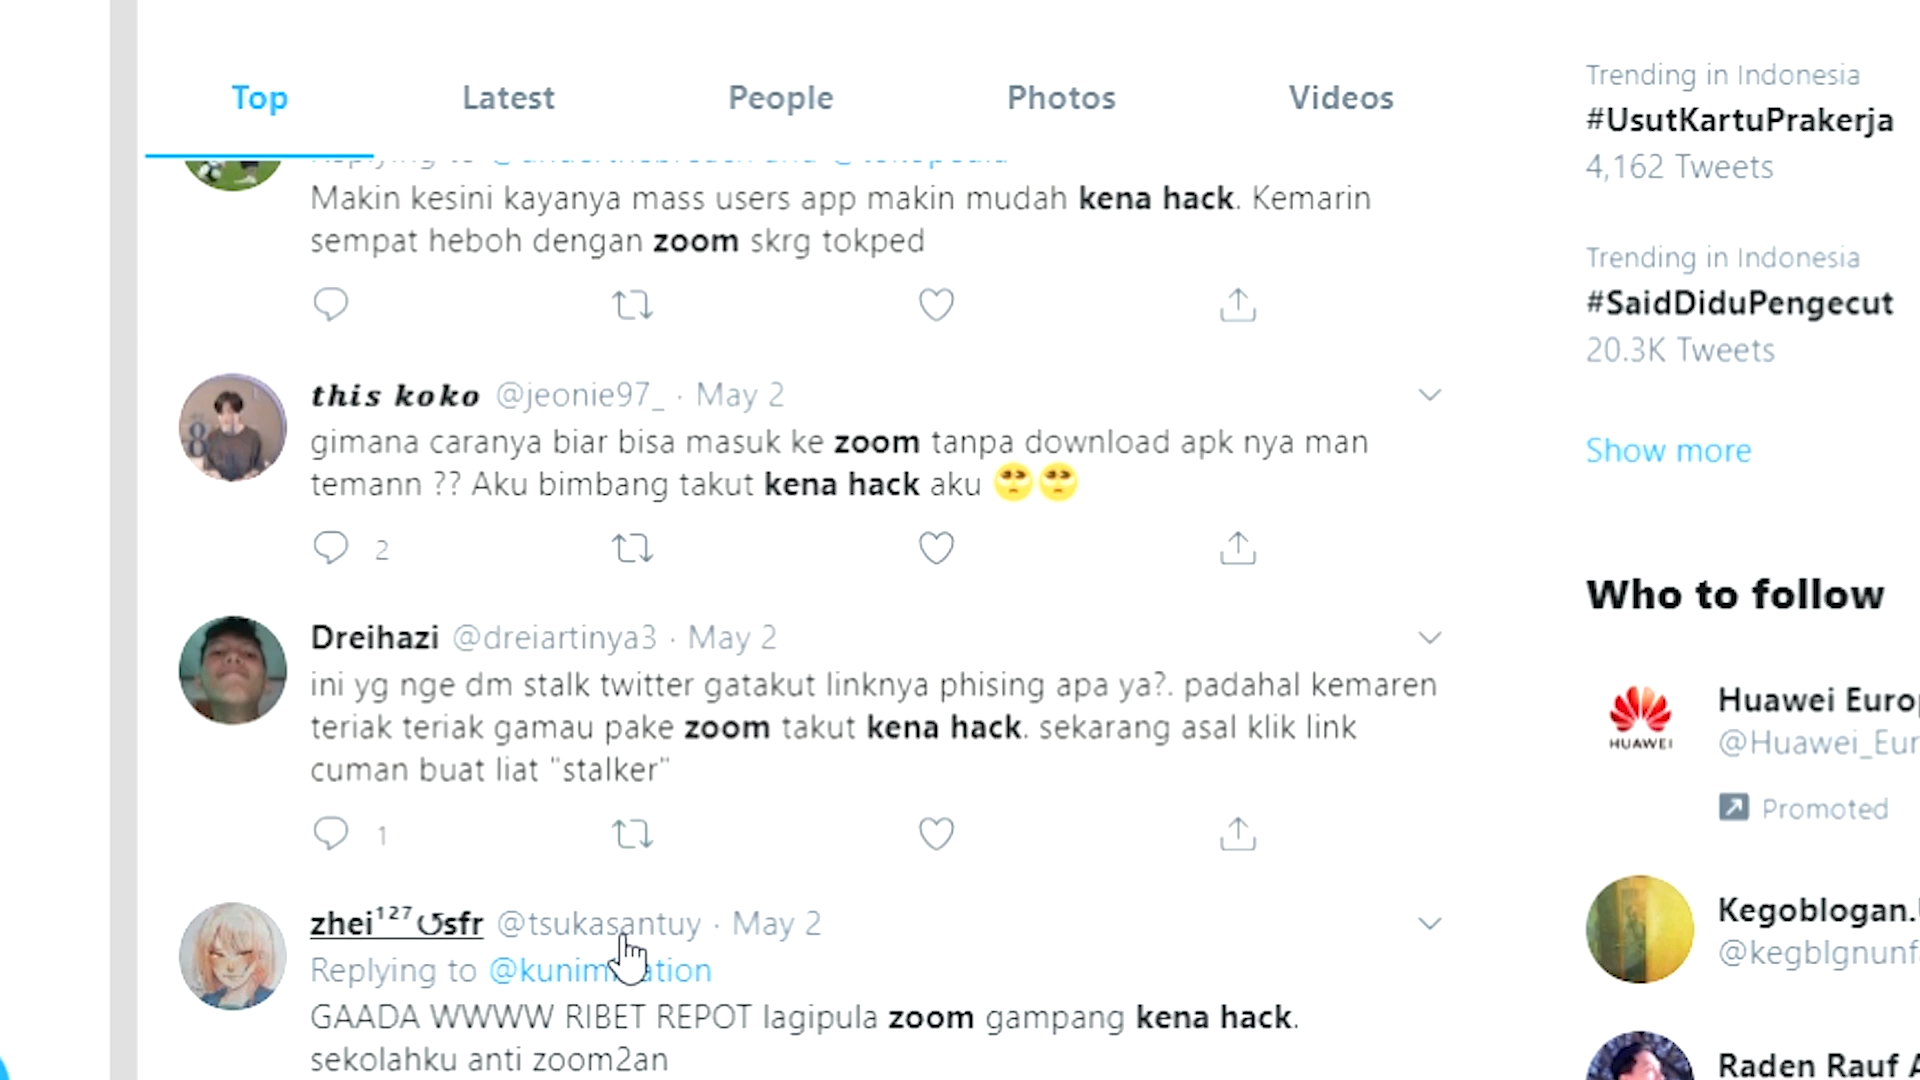 Top Latest People Photos Videos
Makin kesini kayanya mass users app makin mudah kena hack. Kemarin
sempat heboh dengan zoom skrg tokped
this koko @jeonie97_ · May 2
gimana caranya biar bisa masuk ke zoom tanpa download apk nya man
temann ?? Aku bimbang takut kena hack aku 🥺🥺
2
Dreihazi @dreiartinya3 · May 2
ini yg nge dm stalk twitter gatakut linknya phising apa ya?. padahal kemaren
teriak teriak gamau pake zoom takut kena hack. sekarang asal klik link
cuman buat liat "stalker"
1
zhei¹²⁷↺sfr @tsukasantuy · May 2
Replying to
GAADA WWWW RIBET REPOT lagipula zoom gampang kena hack.
sekolahku anti zoom2an
Trending in Indonesia
#UsutKartuPrakerja
4,162 Tweets
Trending in Indonesia
#SaidDiduPengecut
20.3K Tweets
Show more
Who to follow
HUAWEI
Huawei Euro
@Huawei_Eur
Promoted
Kegoblogan.
@kegblgnunf
Raden Rauf A